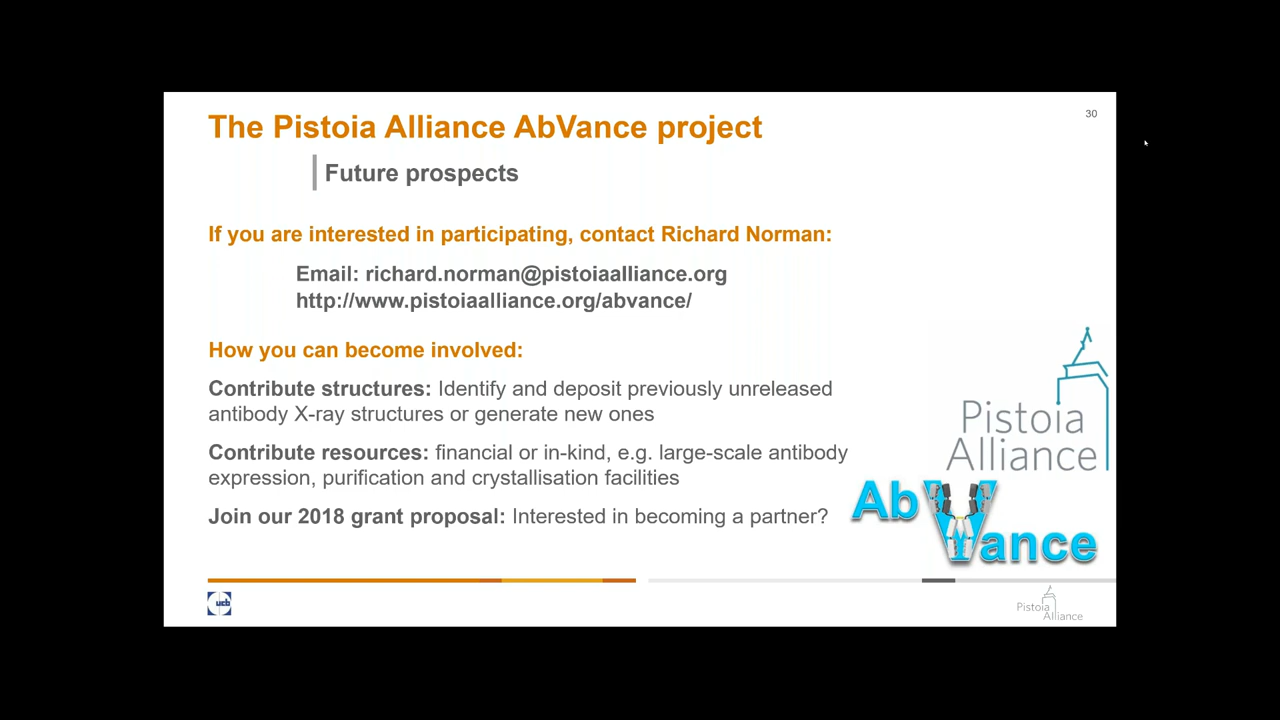 30
The Pistoia Alliance AbVance project
Future prospects
If you are interested in participating, contact Richard Norman:
Email: richard.norman@pistoiaalliance.org
http://www.pistoiaalliance.org/abvance/
How you can become involved:
Contribute structures: Identify and deposit previously unreleased
antibody X-ray structures or generate new ones
Contribute resources: financial or in-kind, e.g. large-scale antibody
expression, purification and crystallisation facilities
Join our 2018 grant proposal: Interested in becoming a partner?
Pistoia
Alliance
AbVance
ucb
Pistoia
Alliance